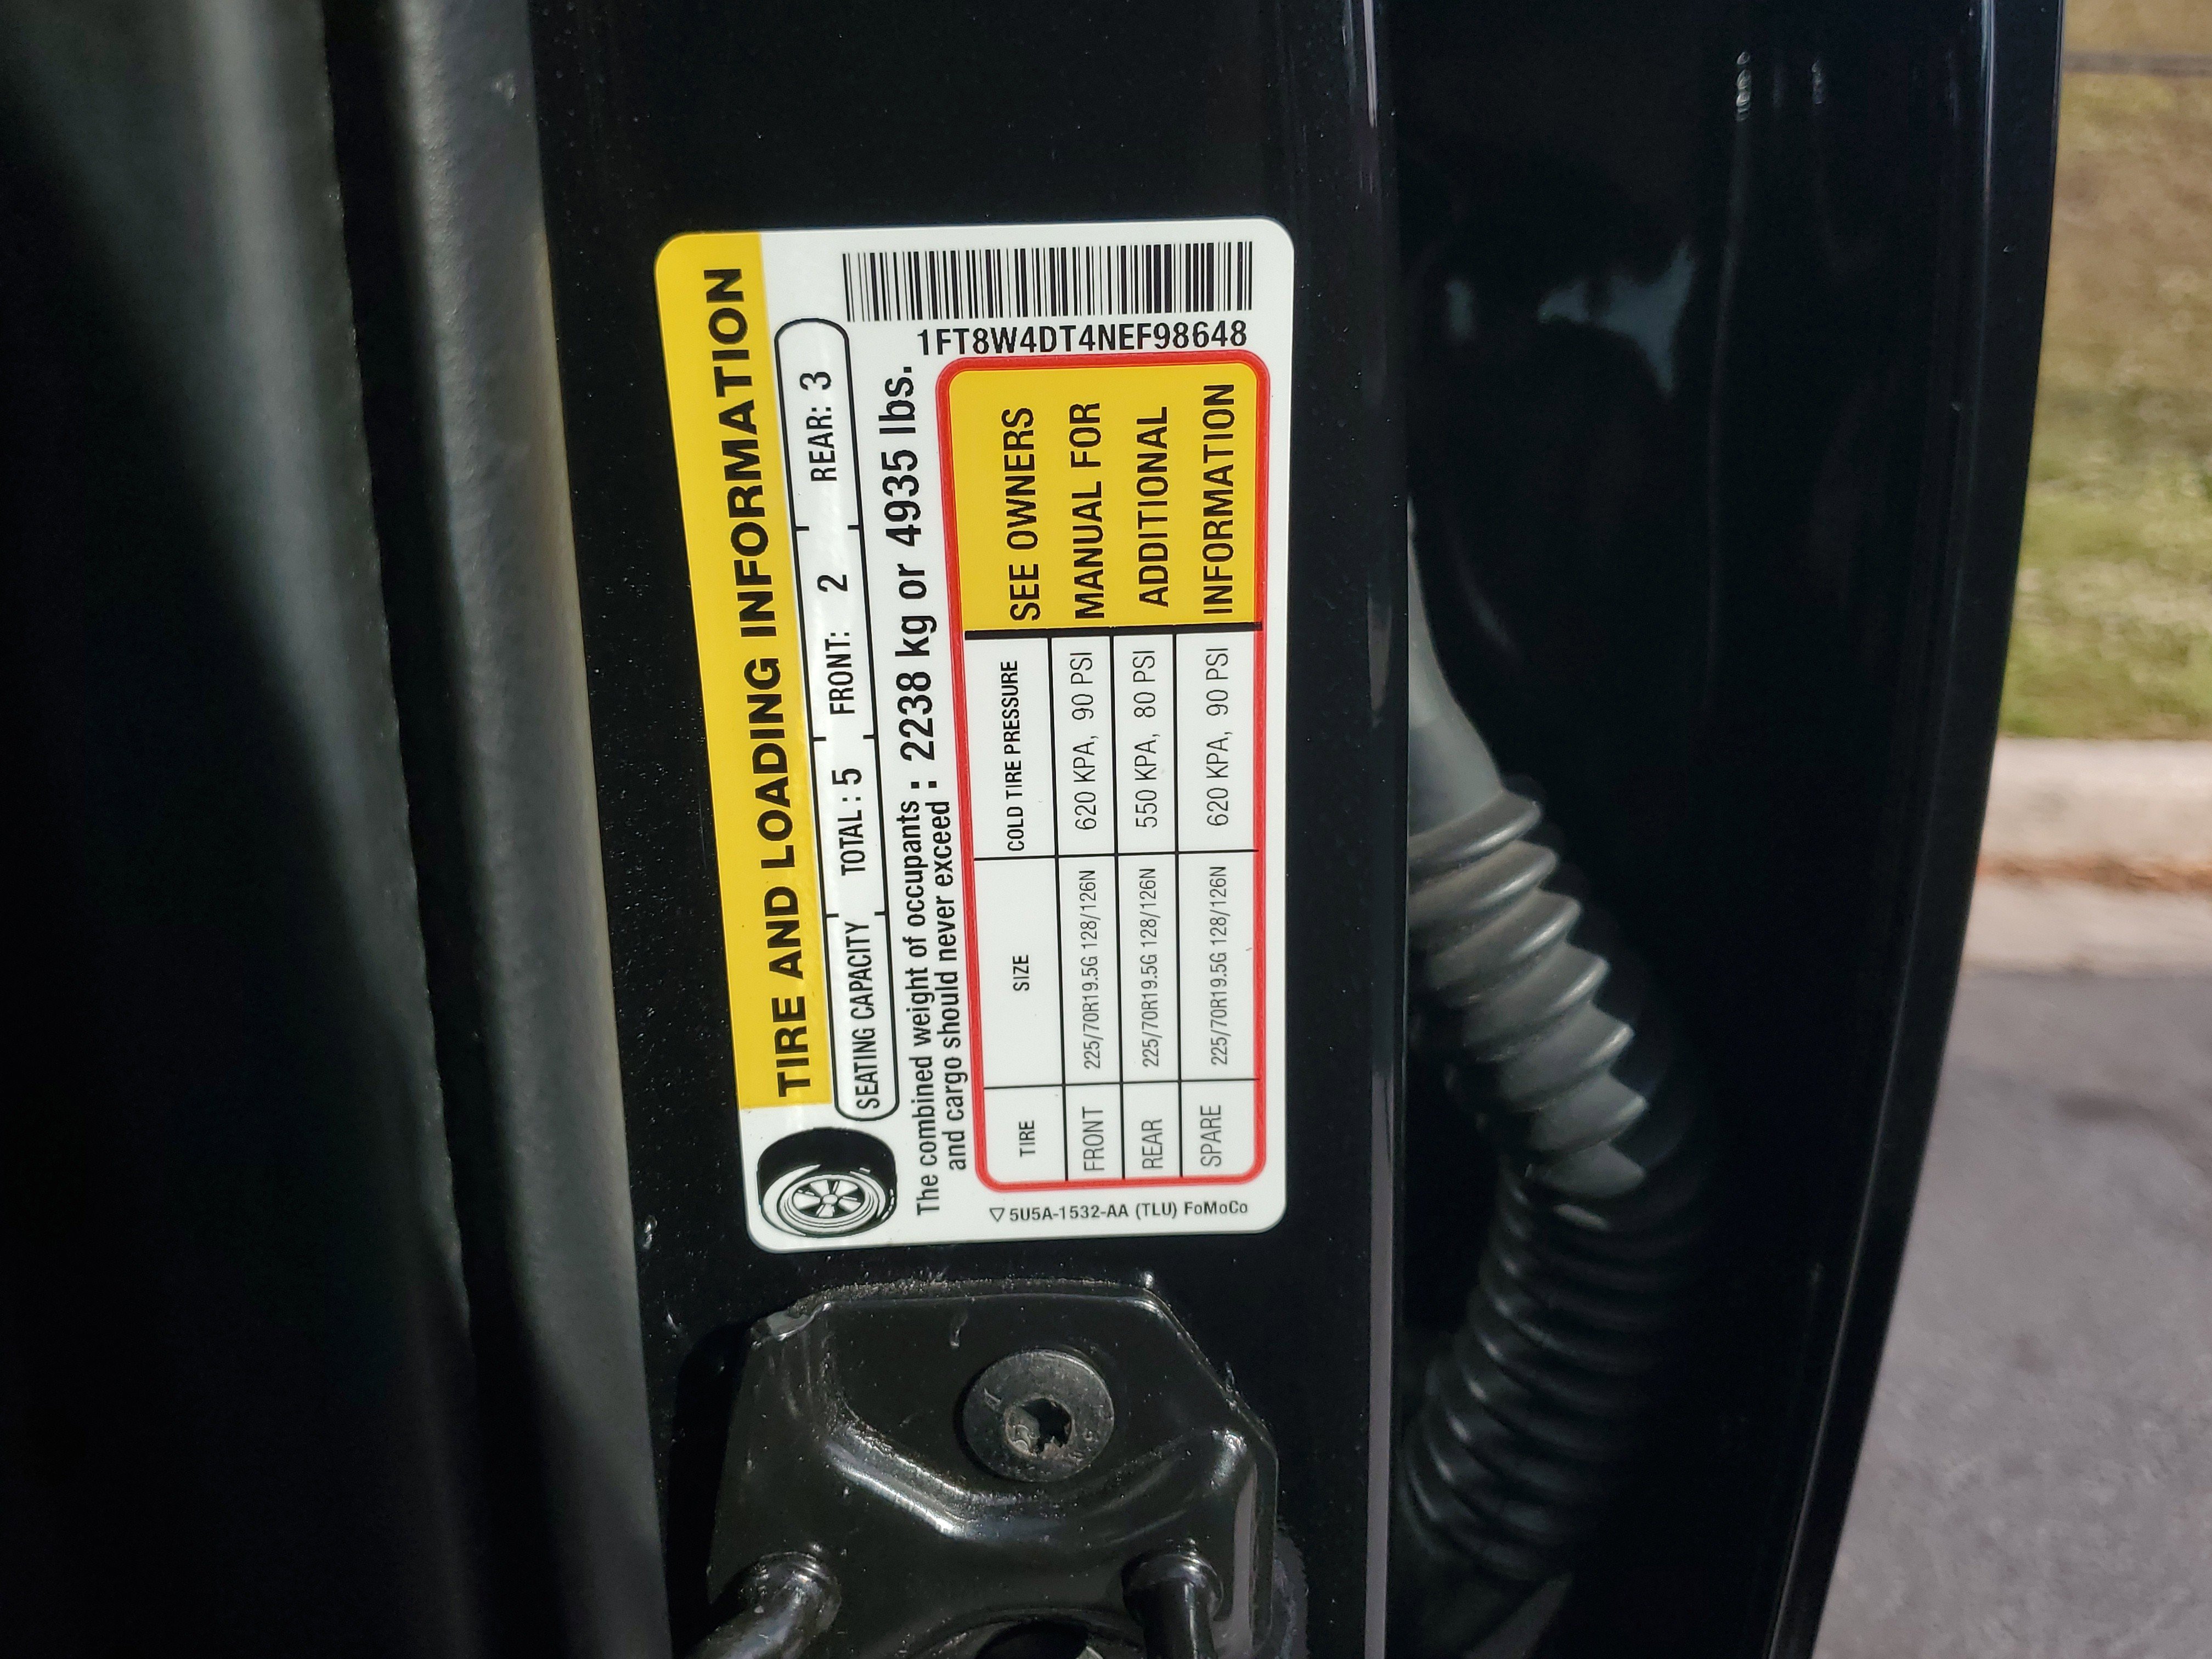 TIRE AND LOADING INFORMATION
SEATING CAPACITY TOTAL : 5 FRONT: 2 REAR: 3
The combined weight of occupants
and cargo should never exceed : 2238 kg or 4935 lbs.
TIRE SIZE COLD TIRE PRESSURE
FRONT 225/70R19.5G 128/126N 620 KPA, 90 PSI
REAR 225/70R19.5G 128/126N 550 KPA, 80 PSI
SPARE 225/70R19.5G 128/126N 620 KPA, 90 PSI
SEE OWNERS
MANUAL FOR
ADDITIONAL
INFORMATION
1FT8W4DT4NEF98648
5U5A-1532-AA (TLU) FoMoCo